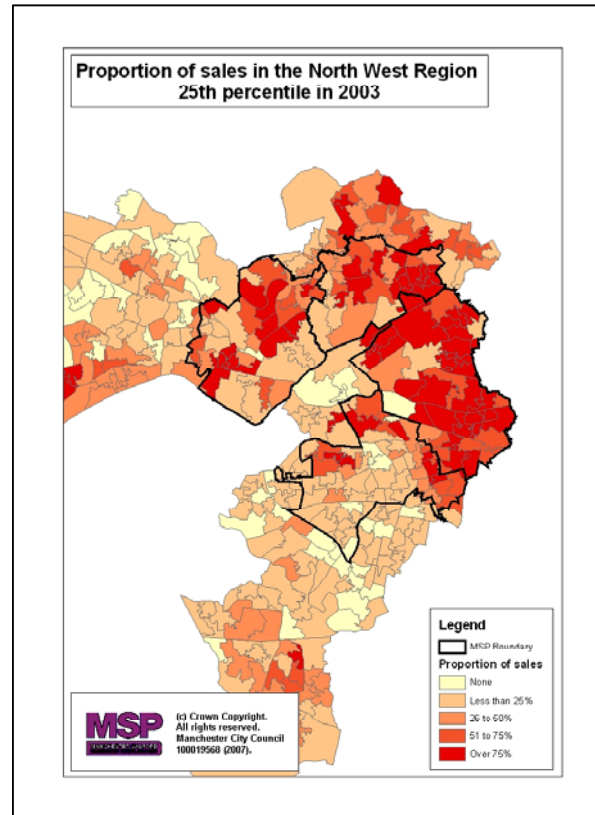 Proportion of sales in the North West Region
25th percentile in 2003
Legend
MSP Boundary
Proportion of sales
None
Less than 25%
26 to 50%
51 to 75%
Over 75%
MSP
(c) Crown Copyright.
All rights reserved.
Manchester City Council
100019568 (2007).